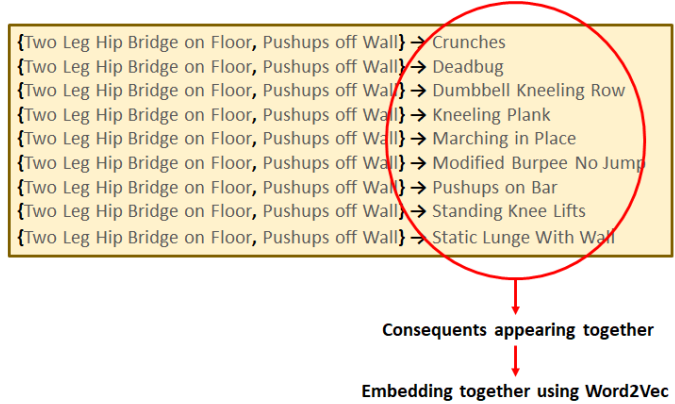 {Two Leg Hip Bridge on Floor, Pushups off Wall} → Crunches
{Two Leg Hip Bridge on Floor, Pushups off Wall} → Deadbug
{Two Leg Hip Bridge on Floor, Pushups off Wall} → Dumbbell Kneeling Row
{Two Leg Hip Bridge on Floor, Pushups off Wall} → Kneeling Plank
{Two Leg Hip Bridge on Floor, Pushups off Wall} → Marching in Place
{Two Leg Hip Bridge on Floor, Pushups off Wall} → Modified Burpee No Jump
{Two Leg Hip Bridge on Floor, Pushups off Wall} → Pushups on Bar
{Two Leg Hip Bridge on Floor, Pushups off Wall} → Standing Knee Lifts
{Two Leg Hip Bridge on Floor, Pushups off Wall} → Static Lunge With Wall
Consequents appearing together
Embedding together using Word2Vec